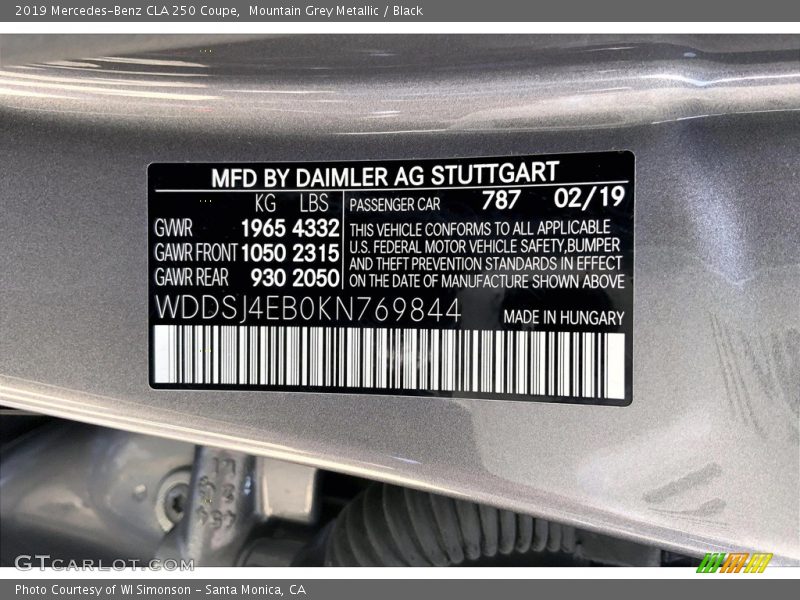 2019 Mercedes-Benz CLA 250 Coupe,  Mountain Grey Metallic / Black
MFD BY DAIMLER AG STUTTGART
KG LBS
GVWR 1965 4332
GAWR FRONT 1050 2315
GAWR REAR 930 2050
PASSENGER CAR 787 02/19
THIS VEHICLE CONFORMS TO ALL APPLICABLE
U.S. FEDERAL MOTOR VEHICLE SAFETY,BUMPER
AND THEFT PREVENTION STANDARDS IN EFFECT
ON THE DATE OF MANUFACTURE SHOWN ABOVE
WDDSJ4EB0KN769844
MADE IN HUNGARY
GTCARLOT.COM
Photo Courtesy of WI Simonson - Santa Monica, CA